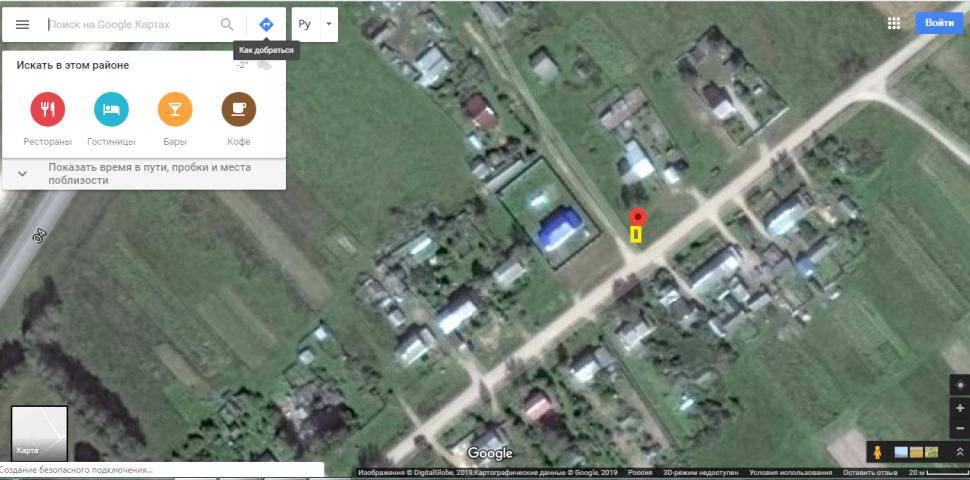 Поиск на Google Картах
Ру
Войти
Как добраться
Искать в этом районе
-2°
Рестораны Гостиницы Бары Кофе
Показать время в пути, пробки и места
поблизости
04
Карта
Google
Создание безопасного подключения...
Изображения © DigitalGlobe, 2019,Картографические данные © Google, 2019 Россия 3D-режим недоступен Условия использования Оставить отзыв 20 м